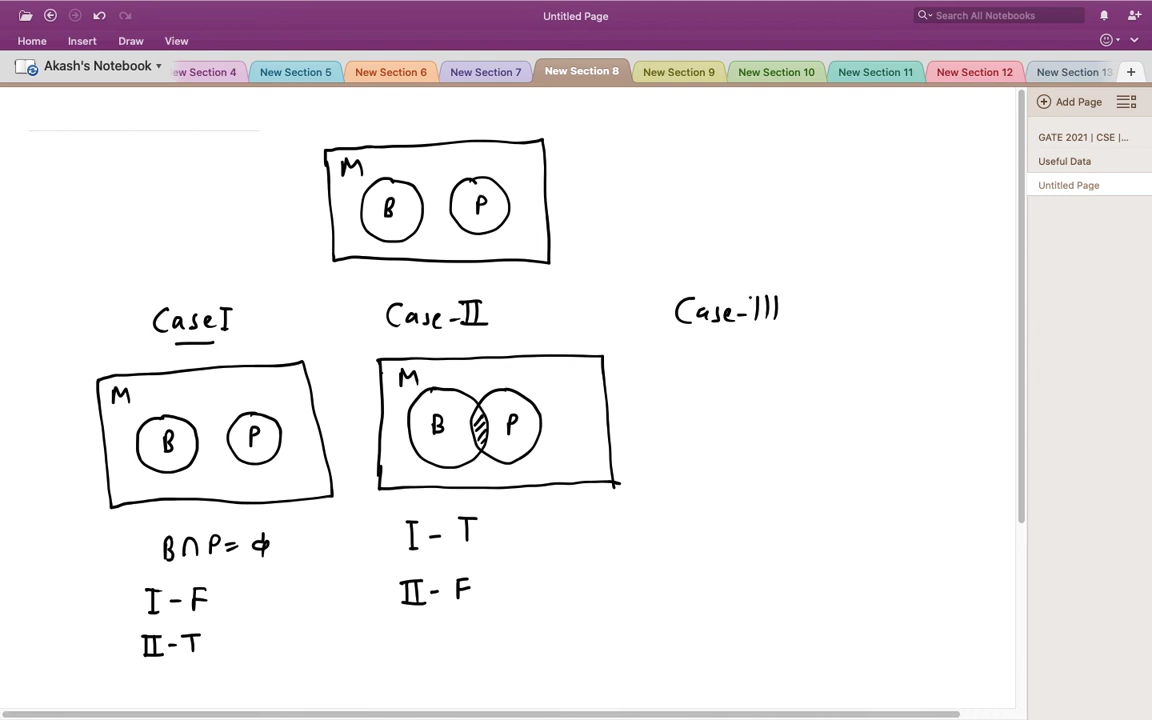 Untitled Page
Search All Notebooks
Home Insert Draw View
Akash's Notebook
ew Section 4 New Section 5 New Section 6 New Section 7 New Section 8 New Section 9 New Section 10 New Section 11 New Section 12 New Section 13
Add Page
GATE 2021 | CSE |...
Useful Data
Untitled Page
M
B P
Case I Case-II Case-III
M
B P
M
B P
B∩P= ϕ
I - F
II - T
I - T
II - F